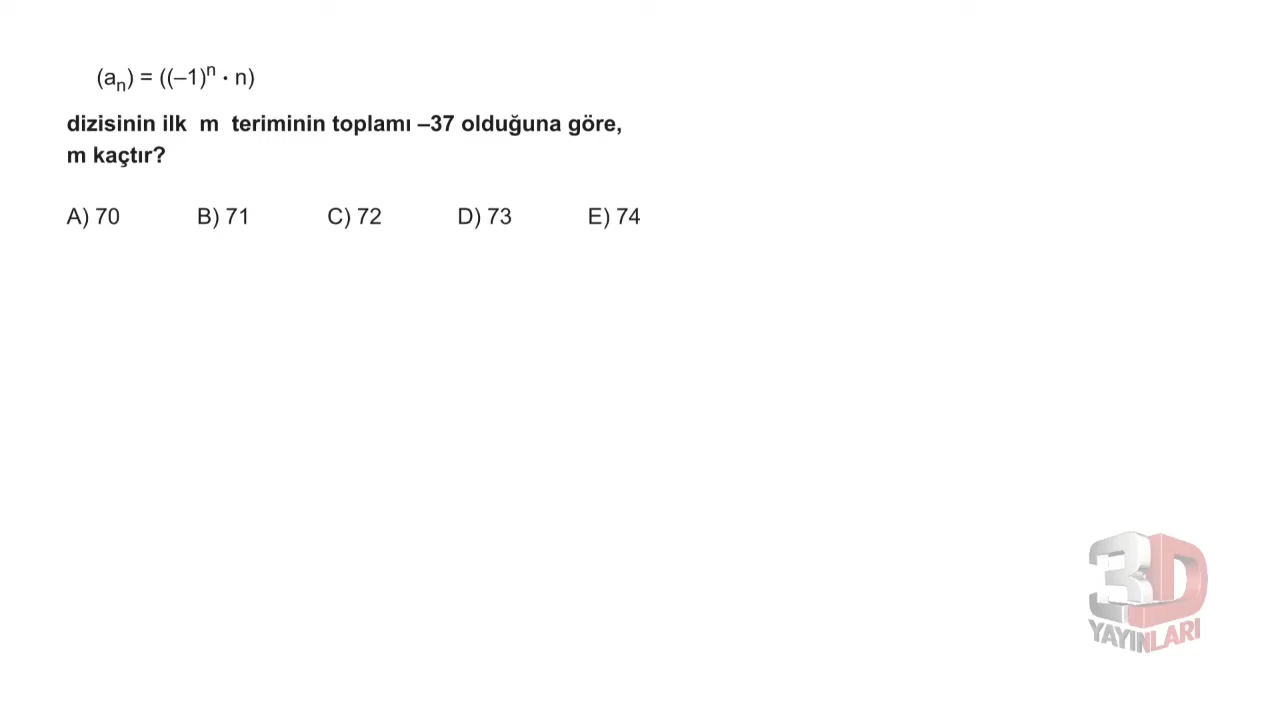 (aₙ) = ((–1)ⁿ · n)
dizisinin ilk m teriminin toplamı –37 olduğuna göre,
m kaçtır?
A) 70 B) 71 C) 72 D) 73 E) 74
3D
YAYINLARI